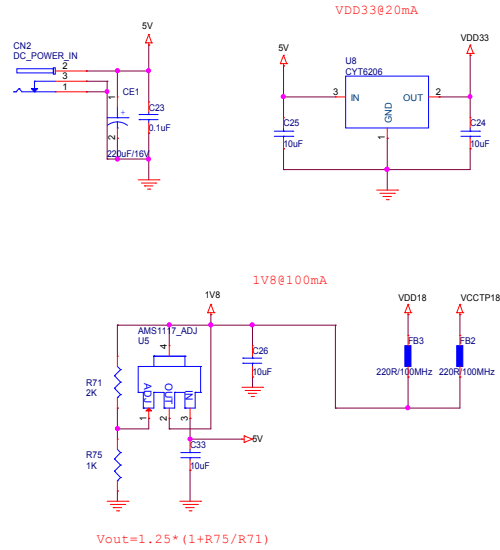 VDD33@20mA
CN2
DC_POWER_IN
5V
2
3
1
CE1
1
+
2
220uF/16V
C23
0.1uF
5V
U8
CYT6206
VDD33
3
IN
OUT
2
GND
1
C25
10uF
C24
10uF
1V8@100mA
1V8
VDD18
VCCTP18
AMS1117_ADJ
U5
4
ADJ
OUT
IN
1
2
3
R71
2K
R75
1K
C26
10uF
C33
10uF
5V
FB3
220R/100MHz
FB2
220R/100MHz
Vout=1.25*(1+R75/R71)